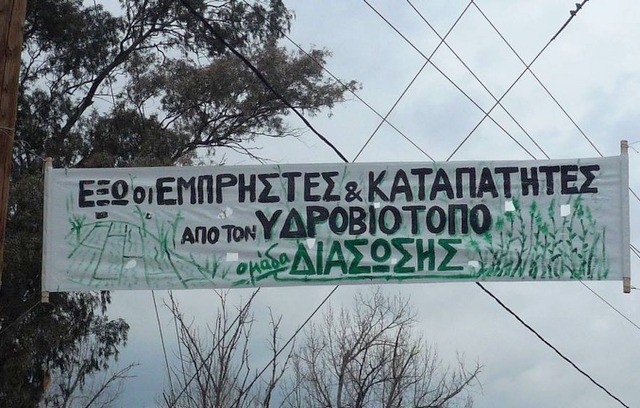 ΕΞΩ οι ΕΜΠΡΗΣΤΕΣ & ΚΑΤΑΠΑΤΗΤΕΣ
ΑΠΟ ΤΟΝ ΥΔΡΟΒΙΟΤΟΠΟ
ομάδα ΔΙΑΣΩΣΗΣ